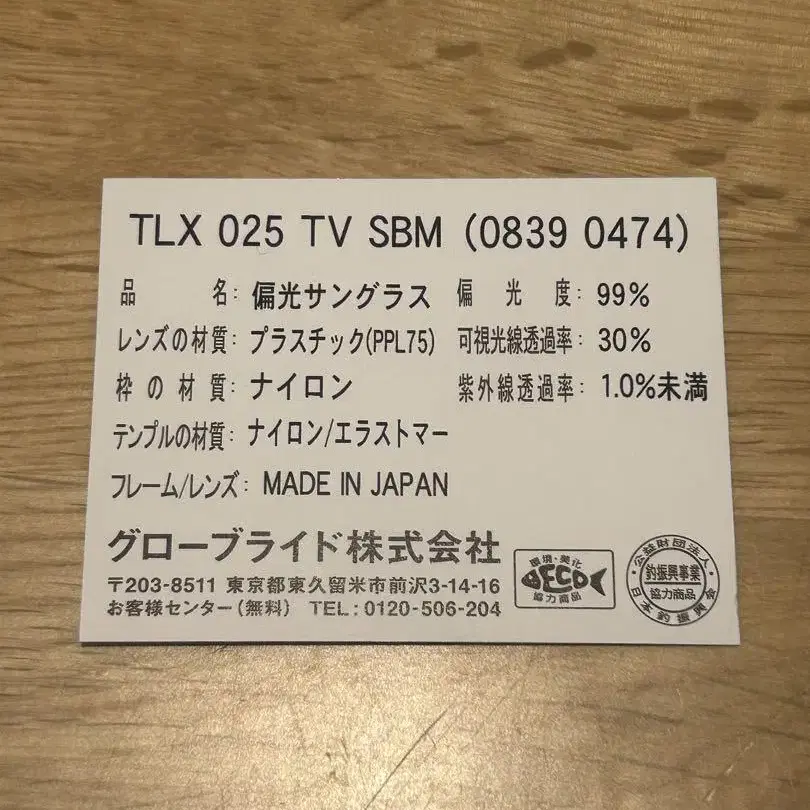 TLX 025 TV SBM (0839 0474)
品 名: 偏光サングラス 偏 光 度: 99%
レンズの材質: プラスチック(PPL75) 可視光線透過率: 30%
枠 の 材 質: ナイロン 紫外線透過率: 1.0%未満
テンプルの材質: ナイロン/エラストマー
フレーム/レンズ: MADE IN JAPAN
グローブライド株式会社
〒203-8511 東京都東久留米市前沢3-14-16
お客様センター(無料) TEL:0120-506-204
環境・美化
ECO
協力商品
公益財団法人
釣振興事業
協力商品
日本釣振興会